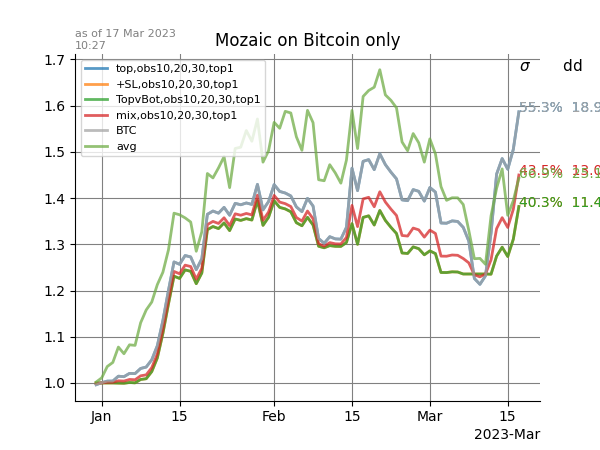 as of 17 Mar 2023
10:27
Mozaic on Bitcoin only
σ dd
1.7
1.6
1.5
1.4
1.3
1.2
1.1
1.0
top,obs10,20,30,top1
+SL,obs10,20,30,top1
TopvBot,obs10,20,30,top1
mix,obs10,20,30,top1
BTC
avg
55.3% 18.9
43.5% 13.0
40.3% 11.4
Jan 15 Feb 15 Mar 15
2023-Mar